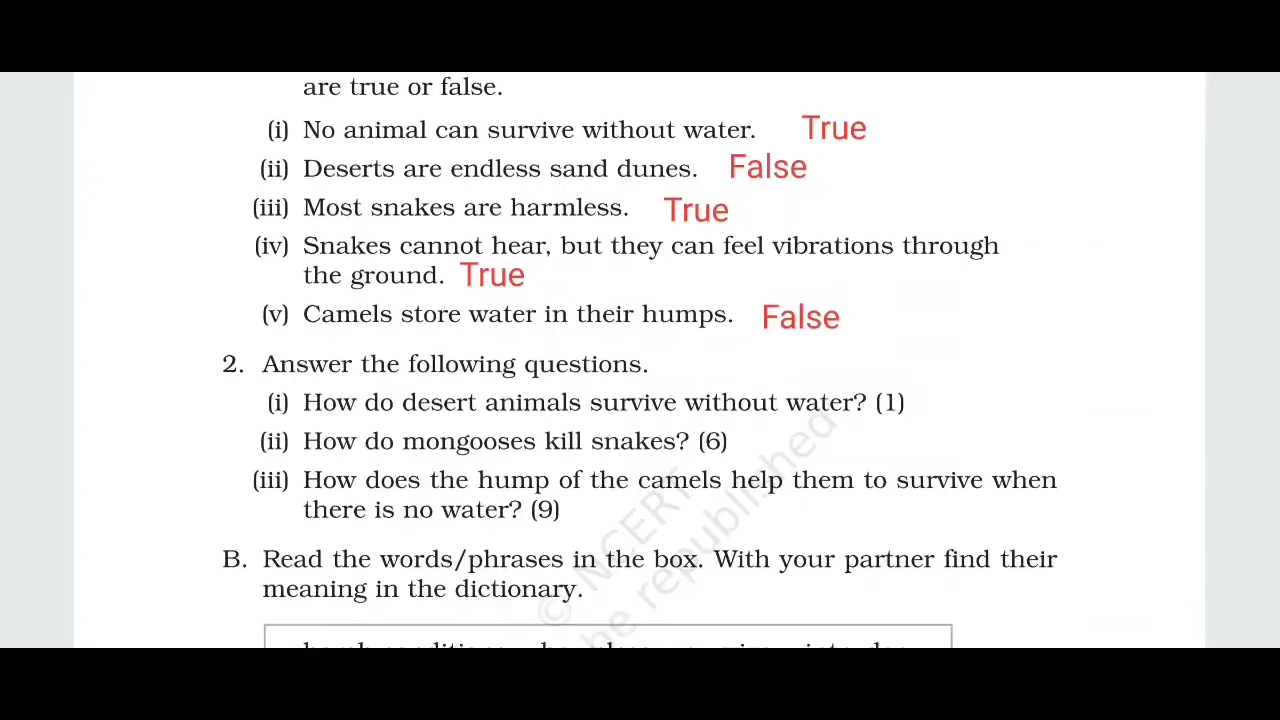 are true or false.
(i) No animal can survive without water. True
(ii) Deserts are endless sand dunes. False
(iii) Most snakes are harmless. True
(iv) Snakes cannot hear, but they can feel vibrations through
the ground. True
(v) Camels store water in their humps. False
2. Answer the following questions.
(i) How do desert animals survive without water? (1)
(ii) How do mongooses kill snakes? (6)
(iii) How does the hump of the camels help them to survive when
there is no water? (9)
B. Read the words/phrases in the box. With your partner find their
meaning in the dictionary.
© NCERT
be republished